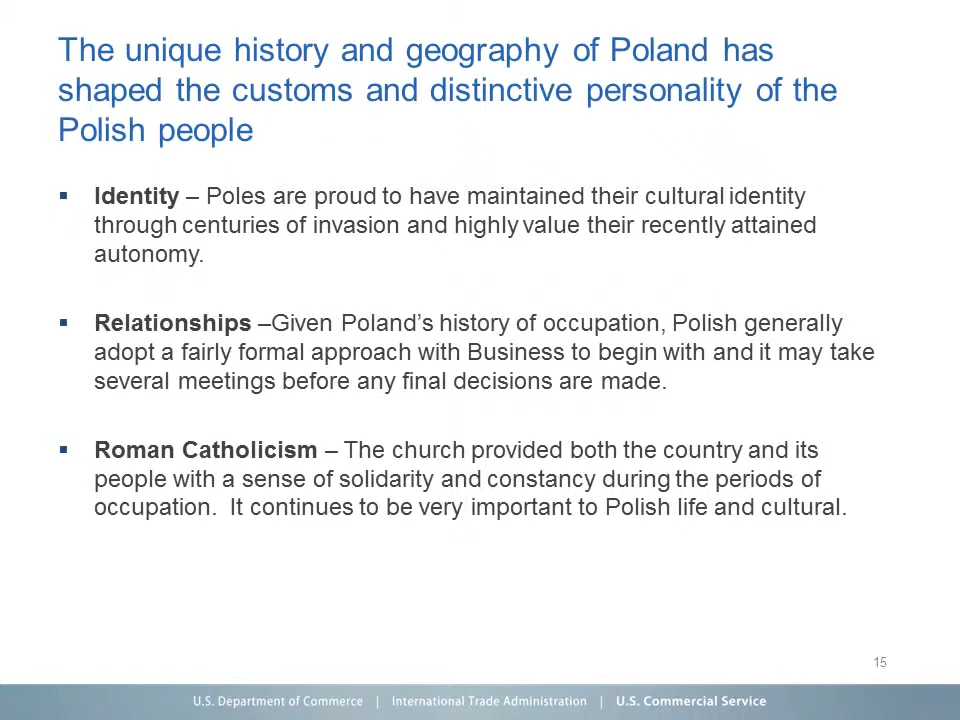 The unique history and geography of Poland has
shaped the customs and distinctive personality of the
Polish people
▪ Identity – Poles are proud to have maintained their cultural identity
through centuries of invasion and highly value their recently attained
autonomy.
▪ Relationships –Given Poland’s history of occupation, Polish generally
adopt a fairly formal approach with Business to begin with and it may take
several meetings before any final decisions are made.
▪ Roman Catholicism – The church provided both the country and its
people with a sense of solidarity and constancy during the periods of
occupation.  It continues to be very important to Polish life and cultural.
15
U.S. Department of Commerce | International Trade Administration | U.S. Commercial Service